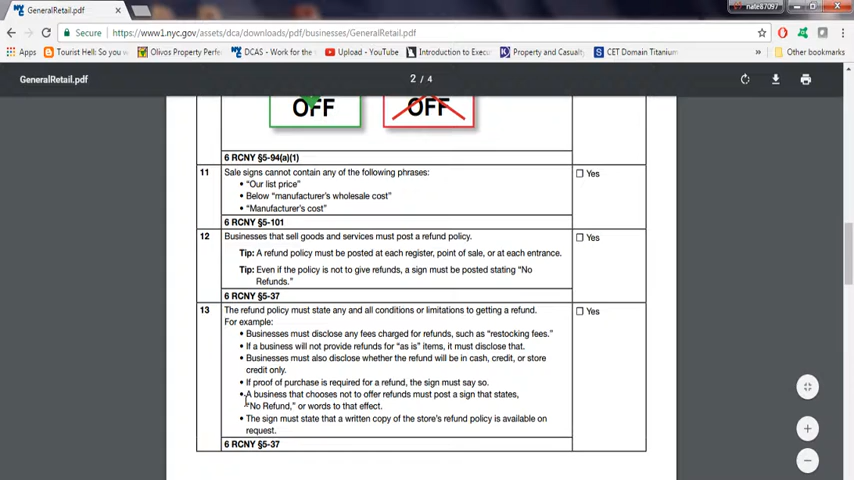 GeneralRetail.pdf
nate87097
Secure https://www1.nyc.gov/assets/dca/downloads/pdf/businesses/GeneralRetail.pdf
Apps Tourist Hell: So you Olivos Propert DCAS - Work for the Upload - YouTube Introduction to Execu Property and Casualty CET Domain Titanium » Other bookmarks
GeneralRetail.pdf 2 / 4
OFF OFF
6 RCNY §5-94(a)(1)
11 Sale signs cannot contain any of the following phrases: Yes
• "Our list price"
• Below "manufacturer's wholesale cost"
• "Manufacturer's cost"
6 RCNY §5-101
12 Businesses that sell goods and services must post a refund policy. Yes
Tip: A refund policy must be posted at each register, point of sale, or at each entrance.
Tip: Even if the policy is not to give refunds, a sign must be posted stating "No
Refunds."
6 RCNY §5-37
13 The refund policy must state any and all conditions or limitations to getting a refund. Yes
For example:
• Businesses must disclose any fees charged for refunds, such as "restocking fees."
• If a business will not provide refunds for "as is" items, it must disclose that.
• Businesses must also disclose whether the refund will be in cash, credit, or store
credit only.
• If proof of purchase is required for a refund, the sign must say so.
• A business that chooses not to offer refunds must post a sign that states,
"No Refund," or words to that effect.
• The sign must state that a written copy of the store's refund policy is available on
request.
6 RCNY §5-37